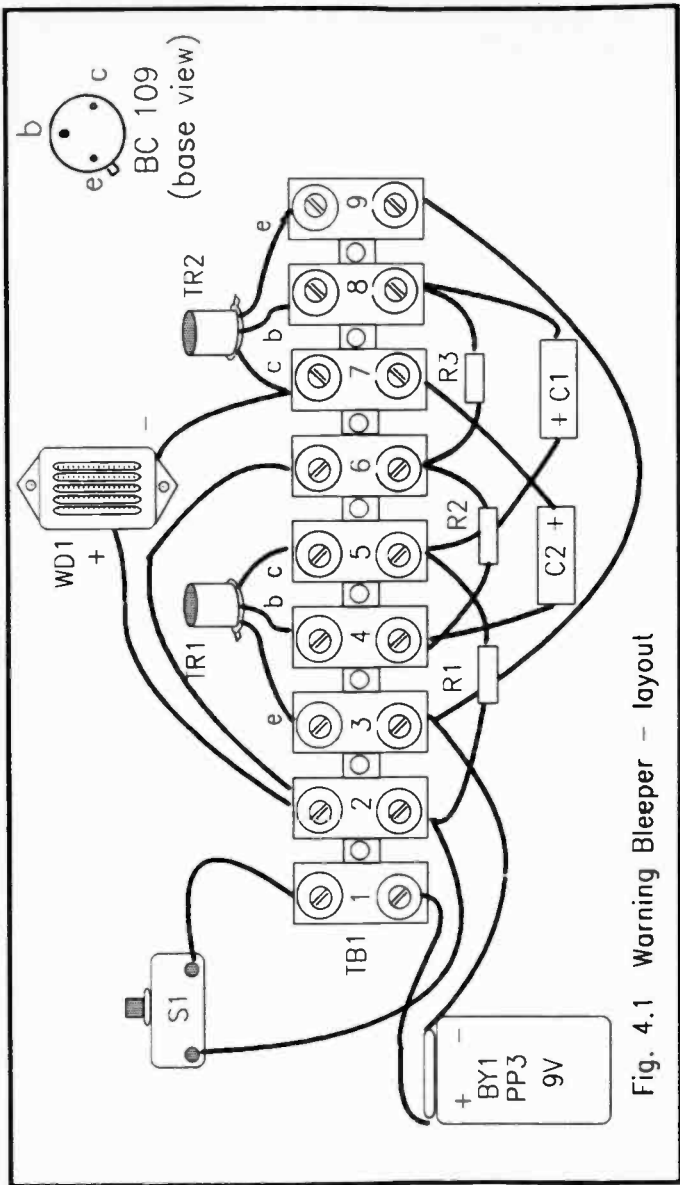 b
e
c
BC 109
(base view)
WD1
+
-
TR1
TR2
e
b
c
c
b
e
S1
1
2
3
4
5
6
7
8
9
TB1
R1
R2
R3
C2 +
+ C1
+
-
BY1
PP3
9V
Fig. 4.1 Warning Bleeper – layout